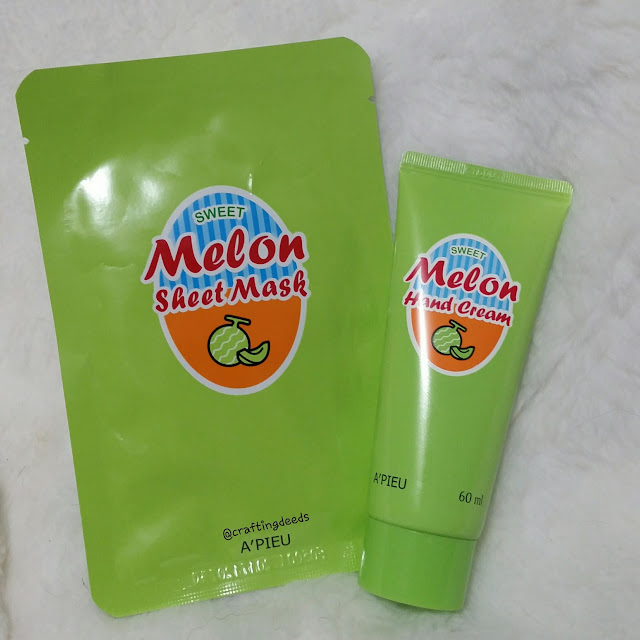 SWEET
Melon
Sheet Mask
@craftingdeeds
A'PIEU
SWEET
Melon
Hand Cream
A'PIEU
60 ml